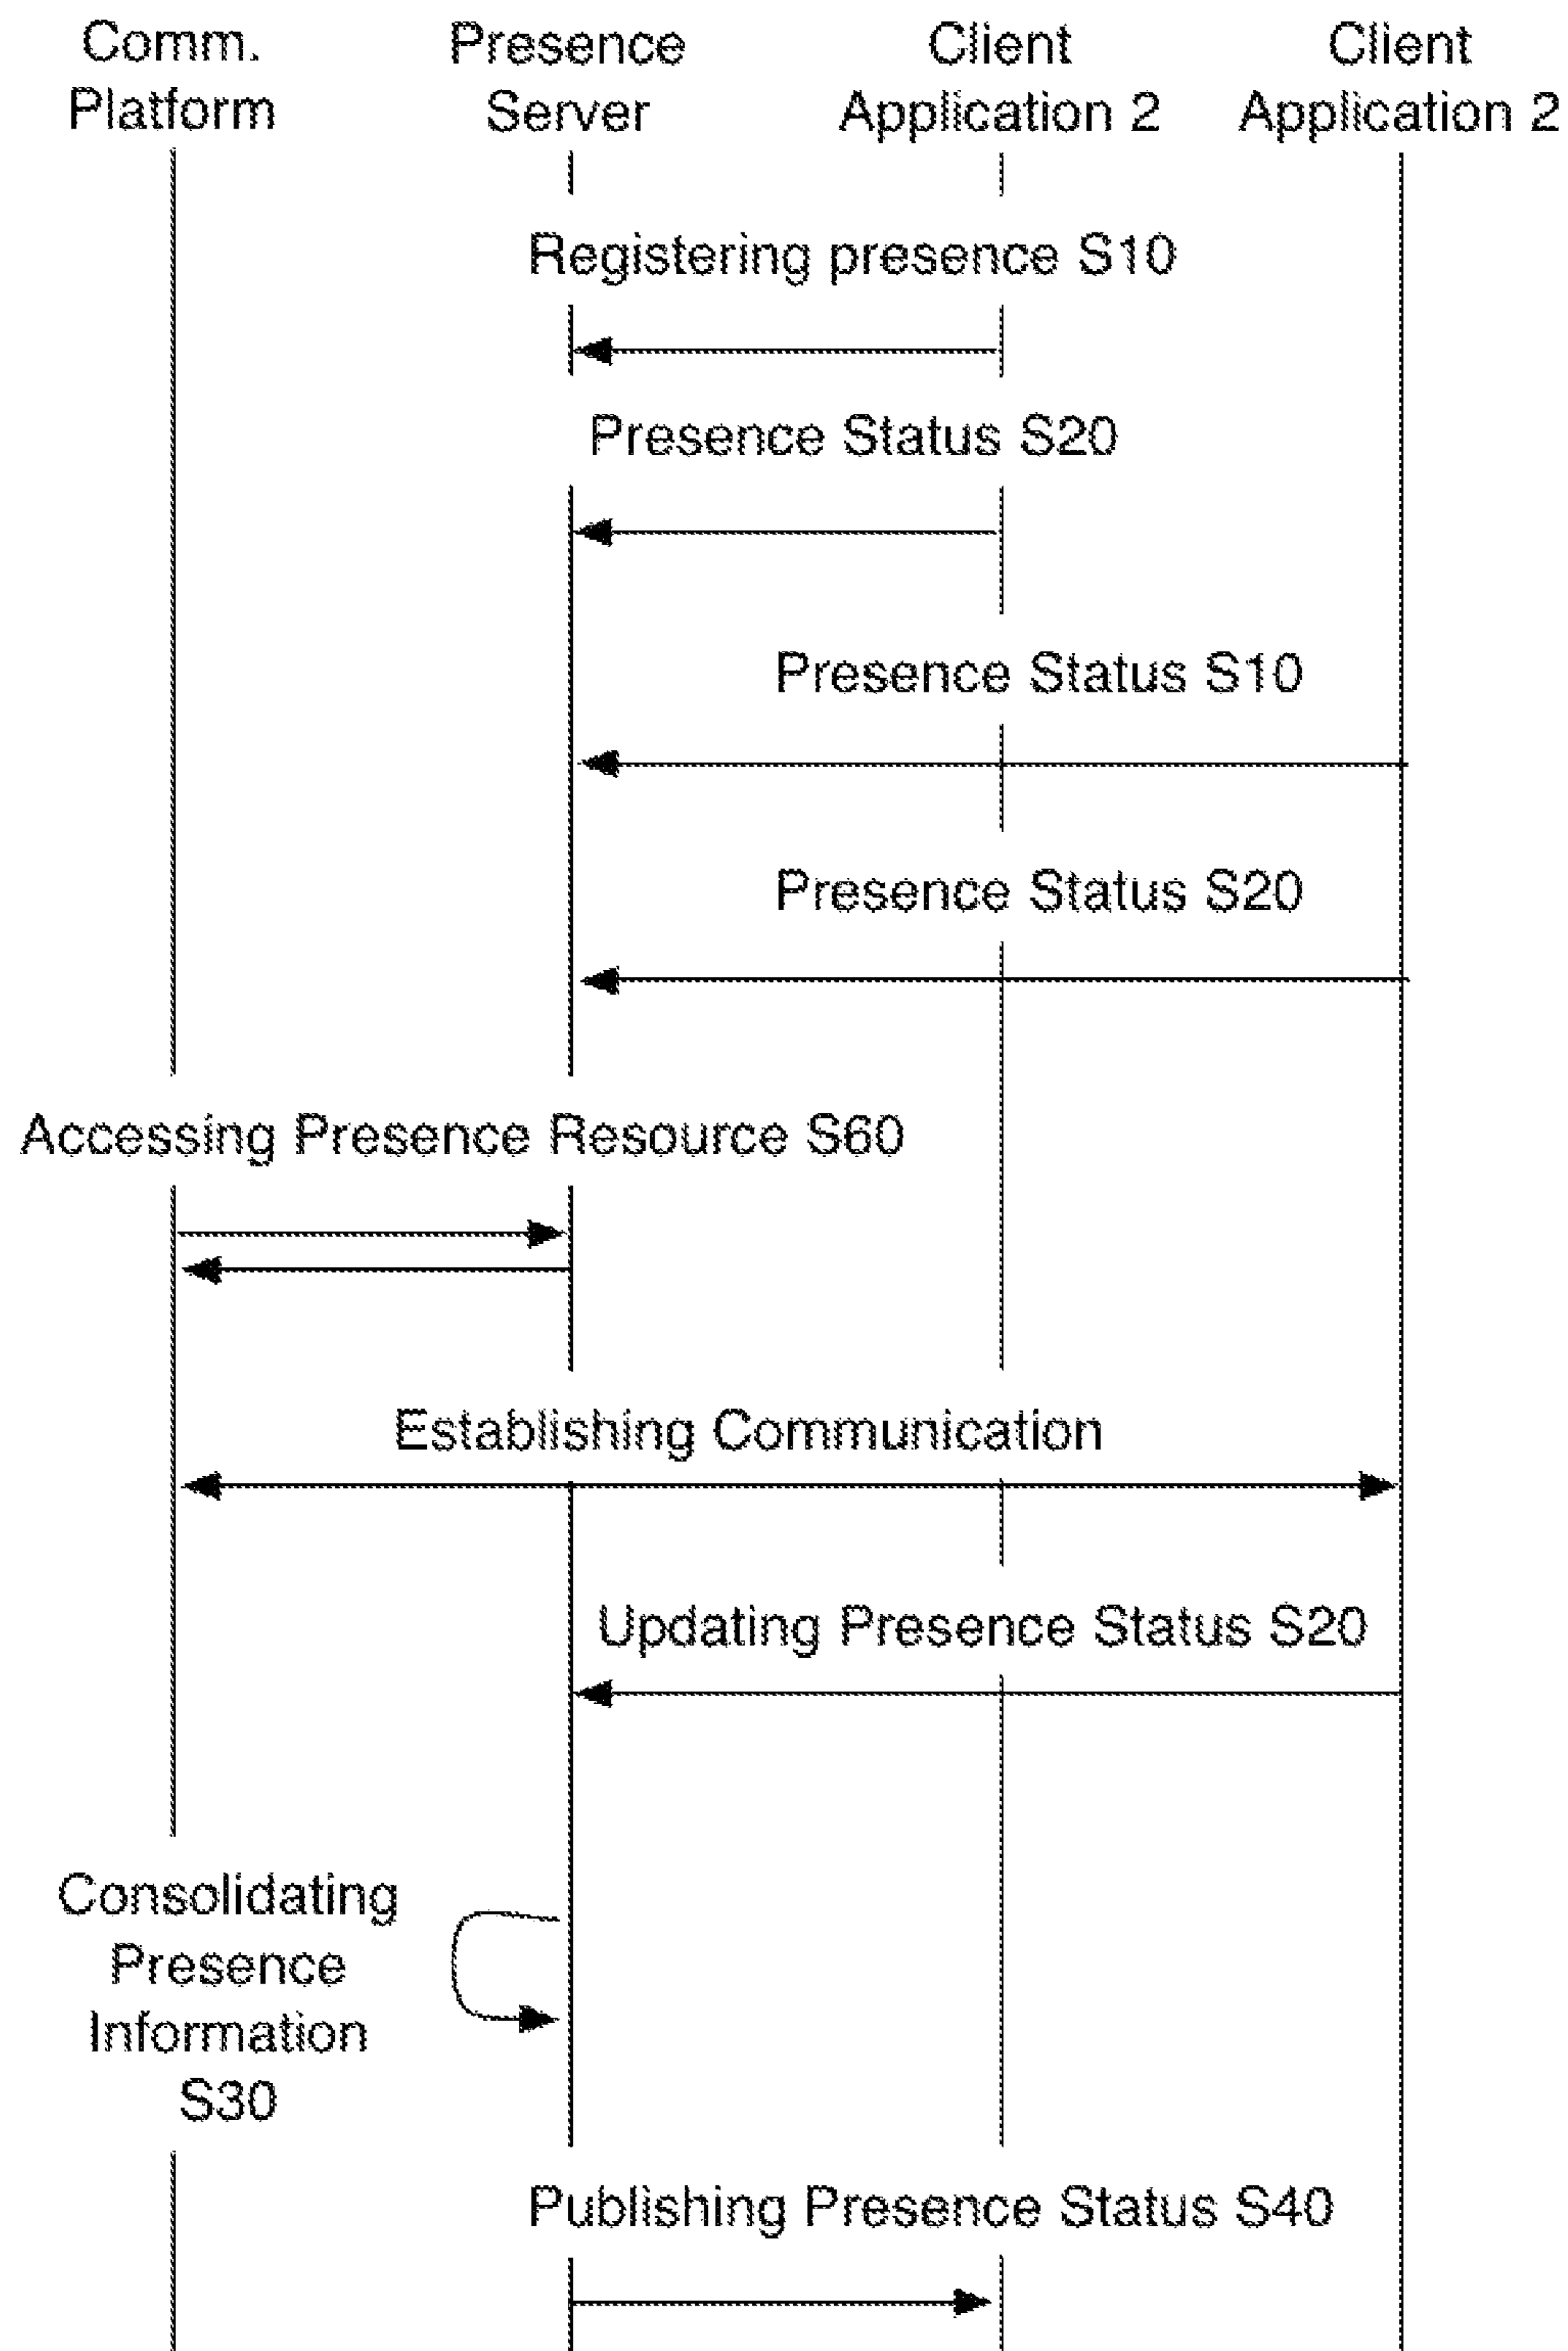 Comm. Platform
Presence Server
Client Application 2
Client Application 2
Registering presence S10
Presence Status S20
Presence Status S10
Presence Status S20
Accessing Presence Resource S60
Establishing Communication
Updating Presence Status S20
Consolidating
Presence
Information
S30
Publishing Presence Status S40